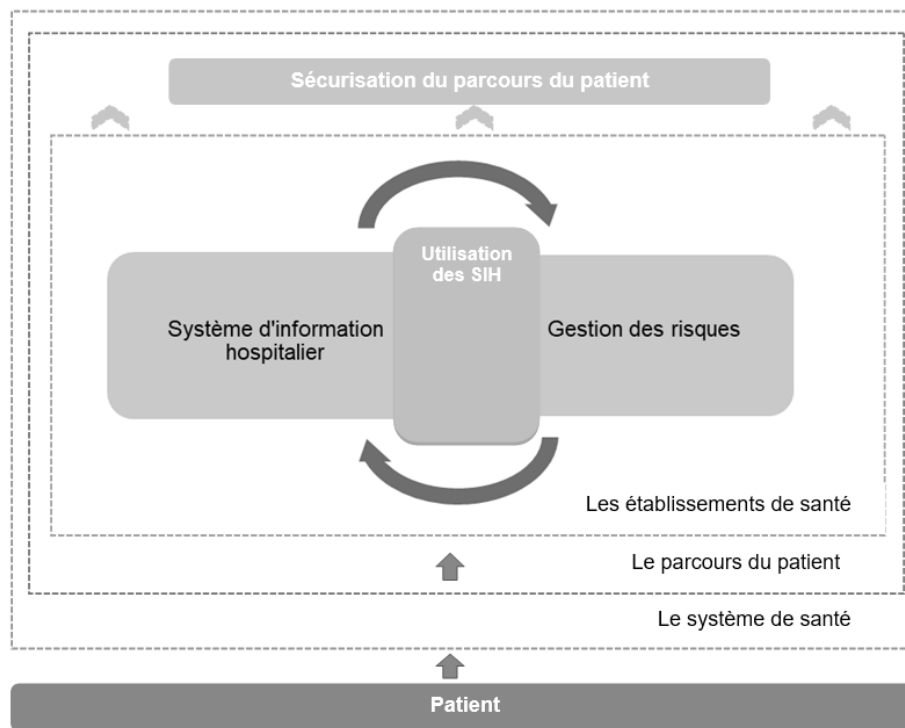 Sécurisation du parcours du patient
Utilisation
des SIH
Système d'information
hospitalier
Gestion des risques
Les établissements de santé
Le parcours du patient
Le système de santé
Patient